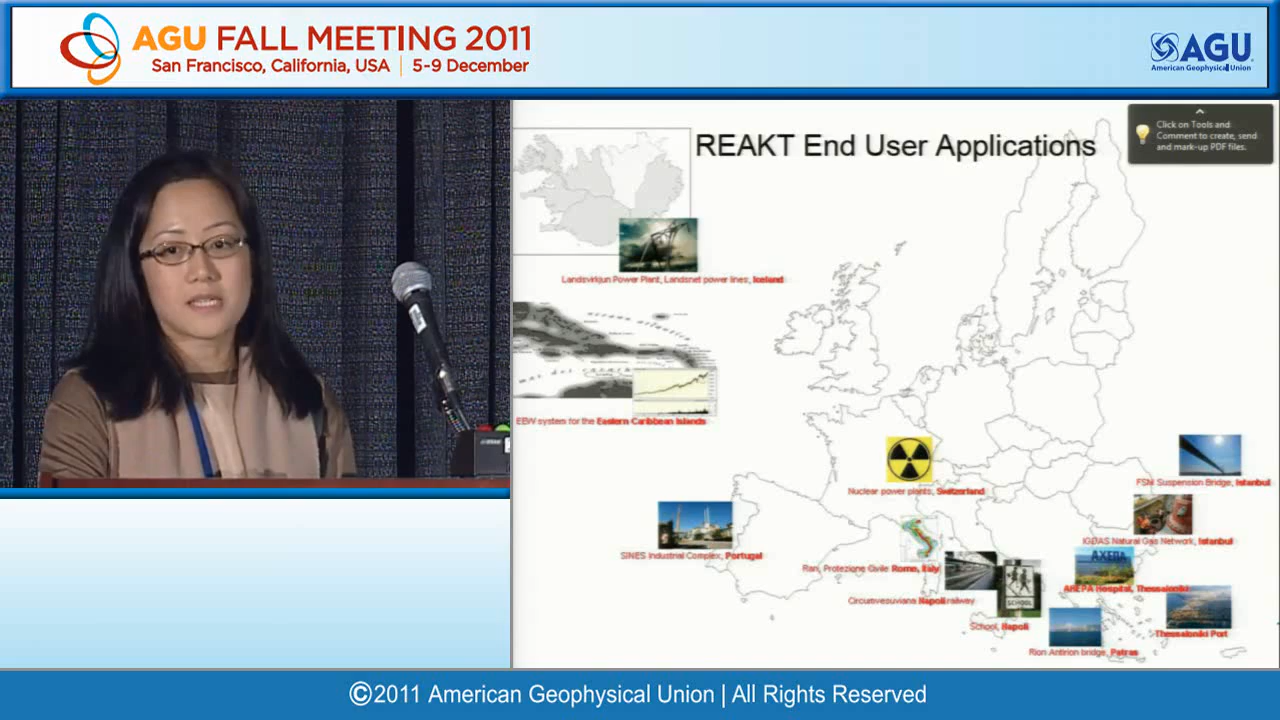 AGU FALL MEETING 2011
San Francisco, California, USA | 5-9 December
AGU
American Geophysical Union
REAKT End User Applications
Click on Tools and
Comment to create, send
and mark-up PDF files.
Landsvirkjun Power Plant, Landsnet power lines, Iceland
EEW system for the Eastern Caribbean Islands
Nuclear power plants, Switzerland
FSM Suspension Bridge, Istanbul
SINES Industrial Complex, Portugal
IGDAS Natural Gas Network, Istanbul
Ran, Protezione Civile Rome, Italy
AHEPA Hospital, Thessaloniki
Circumvesuviana Napoli railway
SCHOOL
School, Napoli
Thessaloniki Port
Rion Antirion bridge, Patras
©2011 American Geophysical Union | All Rights Reserved